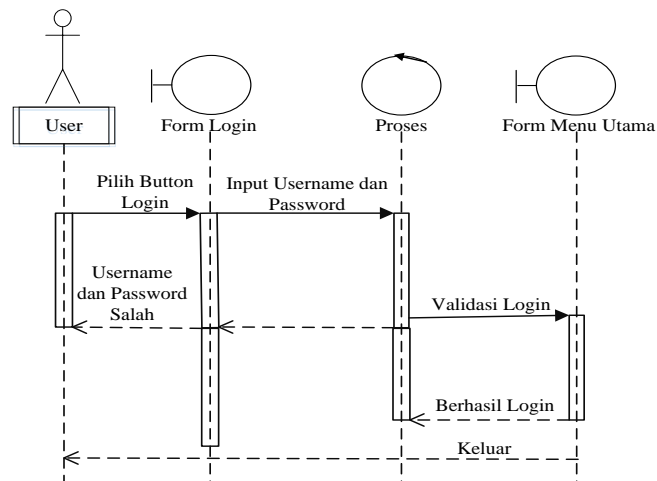 User
Form Login
Proses
Form Menu Utama
Pilih Button
Login
Input Username dan
Password
Username
dan Password
Salah
Validasi Login
Berhasil Login
Keluar